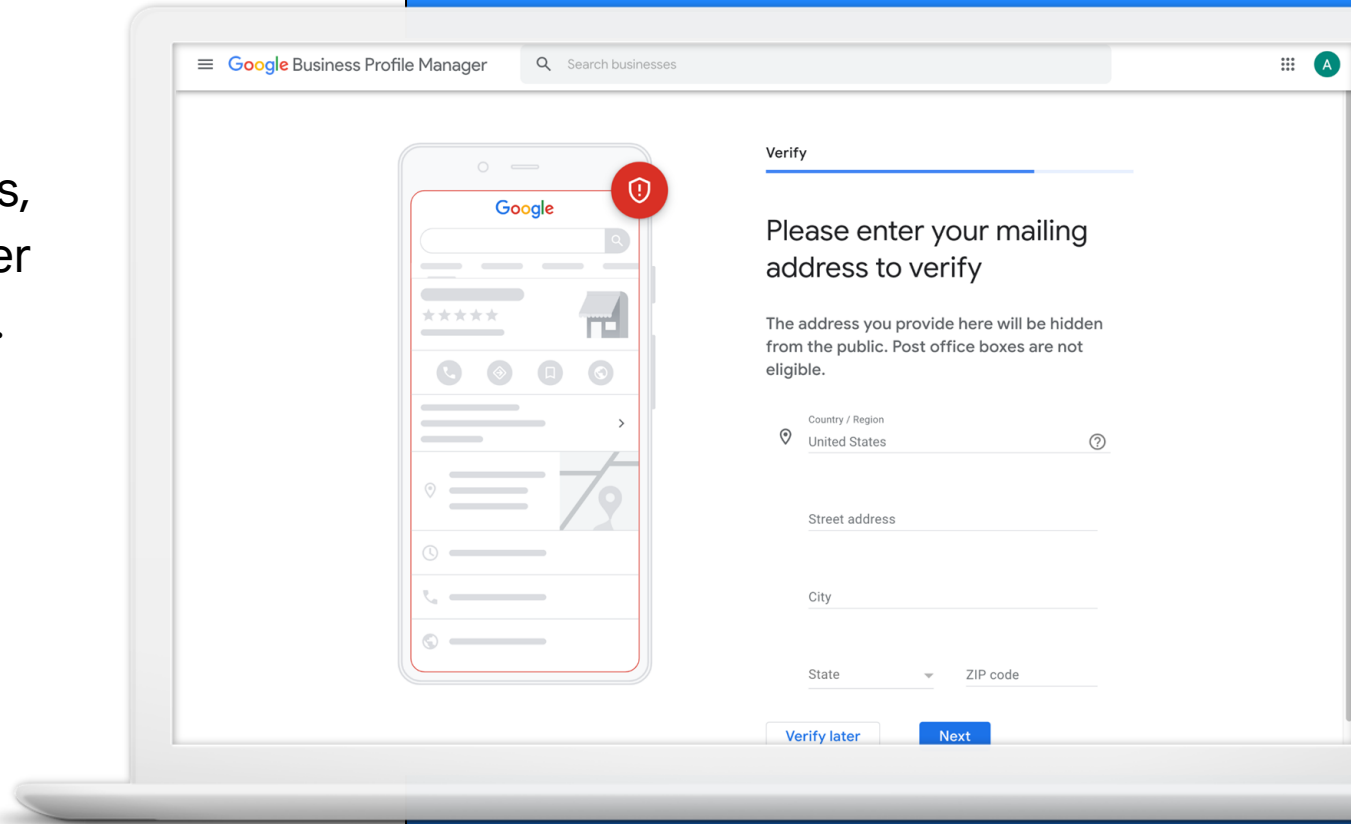 s,
er
.
Google Business Profile Manager
Search businesses
A
Google
Verify
Please enter your mailing
address to verify
The address you provide here will be hidden
from the public. Post office boxes are not
eligible.
Country / Region
United States
Street address
City
State
ZIP code
Verify later
Next